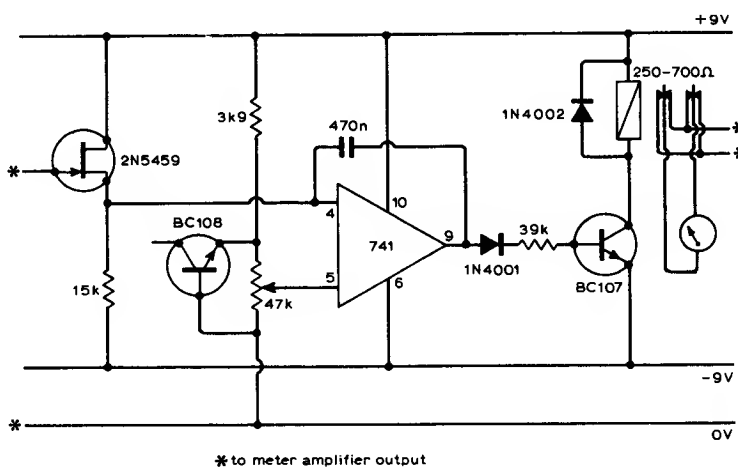 +9V
250-700Ω
1N4002
3k9
470n
2N5459
*
*
*
4
10
BC108
741
9
39k
1N4001
BC107
15k
47k
5
6
-9V
*
0V
* to meter amplifier output